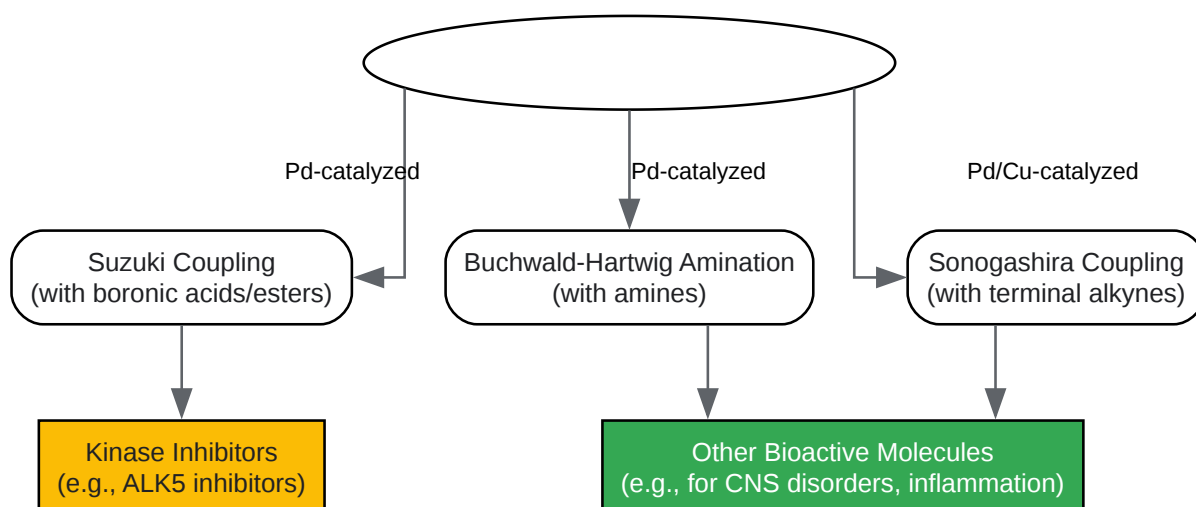 Pd-catalyzed
Pd-catalyzed
Pd/Cu-catalyzed
Suzuki Coupling
(with boronic acids/esters)
Buchwald-Hartwig Amination
(with amines)
Sonogashira Coupling
(with terminal alkynes)
Kinase Inhibitors
(e.g., ALK5 inhibitors)
Other Bioactive Molecules
(e.g., for CNS disorders, inflammation)